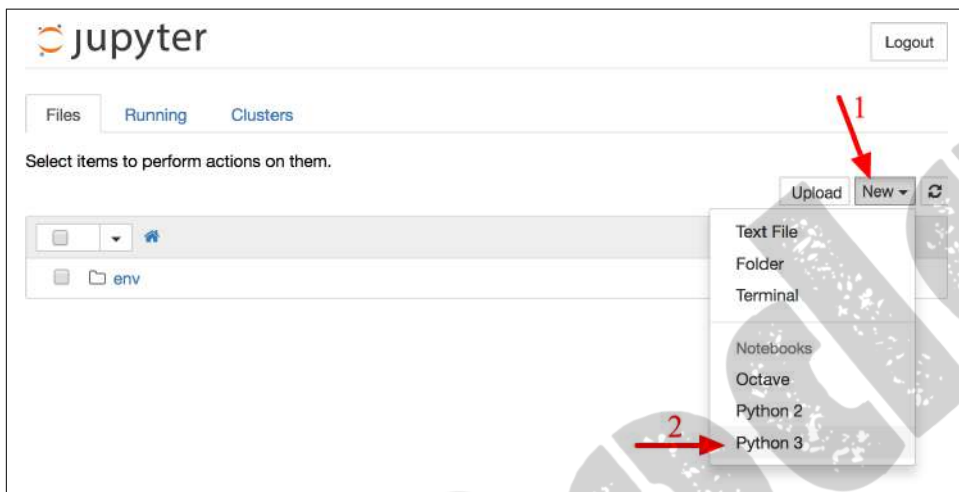 jupyter
Logout
Files Running Clusters
1
Select items to perform actions on them.
Upload New
Text File
Folder
env
Terminal
Notebooks
Octave
Python 2
2
Python 3